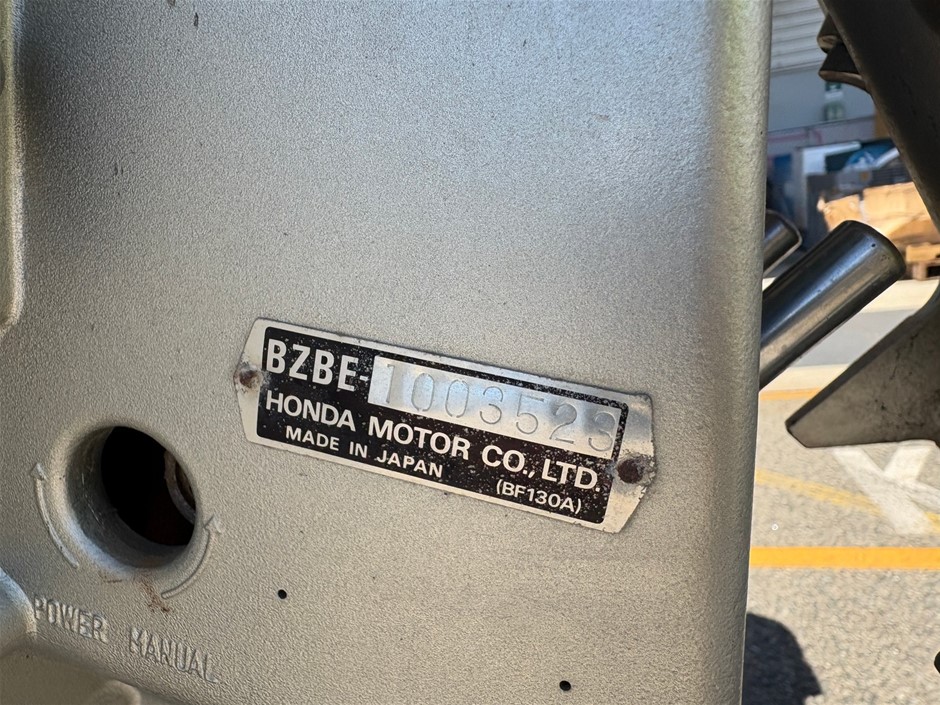 BZBE-1003523
HONDA MOTOR CO., LTD.
MADE IN JAPAN
(BF130A)
POWER MANUAL